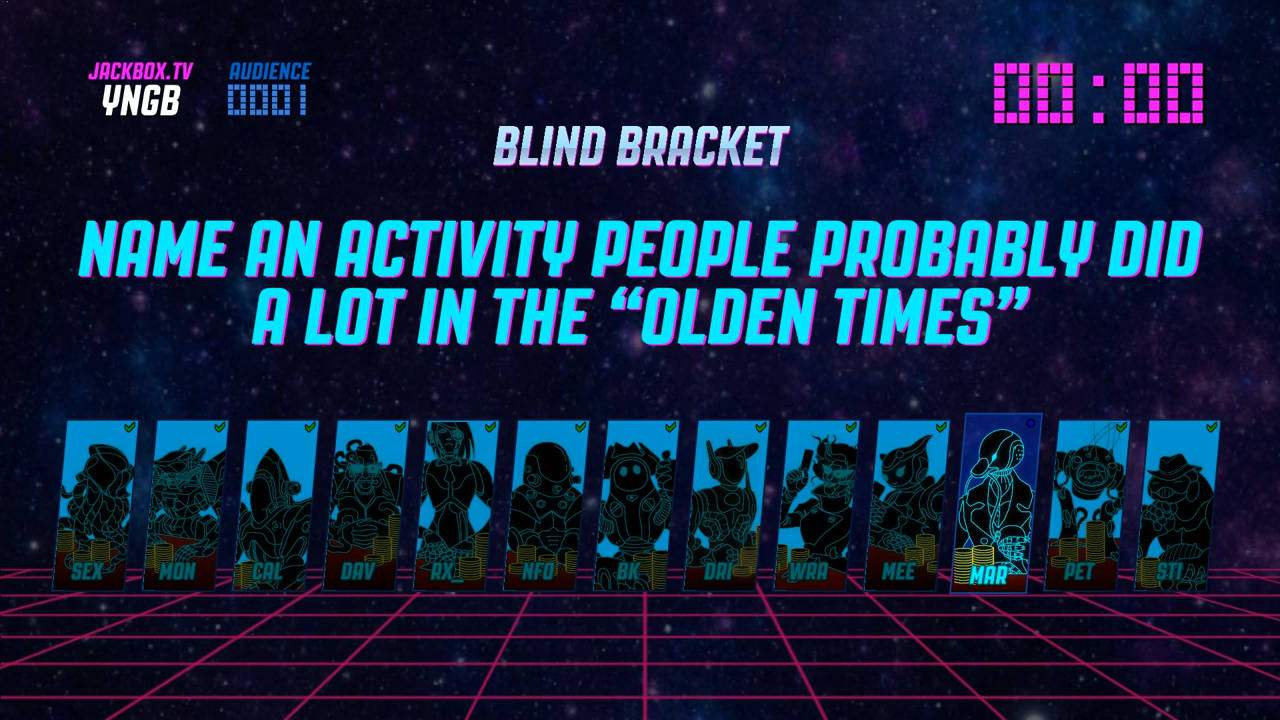 JACKBOX.TV
YNGB
AUDIENCE
0001
00:00
BLIND BRACKET
NAME AN ACTIVITY PEOPLE PROBABLY DID
A LOT IN THE “OLDEN TIMES”
SEX MON CAL DAV RX_ NFO BK DRI WRA MEE MAR PET STI